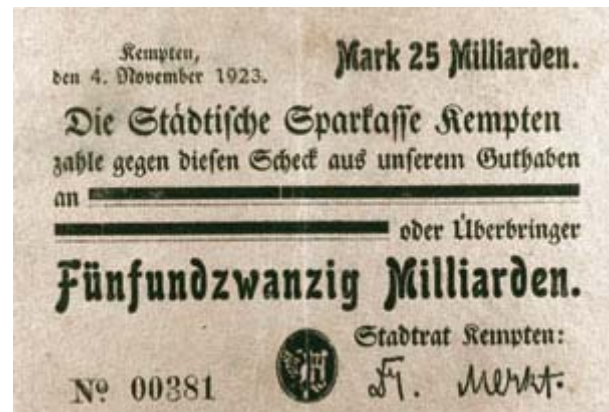 Kempten,
den 4. November 1923.
Mark 25 Milliarden.
Die Städtische Sparkasse Kempten
zahle gegen diesen Scheck aus unserem Guthaben
an
oder Überbringer
Fünfundzwanzig Milliarden.
Stadtrat Kempten:
Dr. Merkt.
Nº 00381